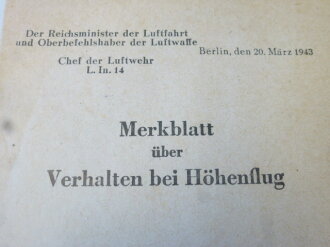 Der Reichsminister der Luftfahrt
und Oberbefehlshaber der Luftwaffe
Berlin, den 20. März 1943
Chef der Luftwehr
L. In. 14
Merkblatt
über
Verhalten bei Höhenflug